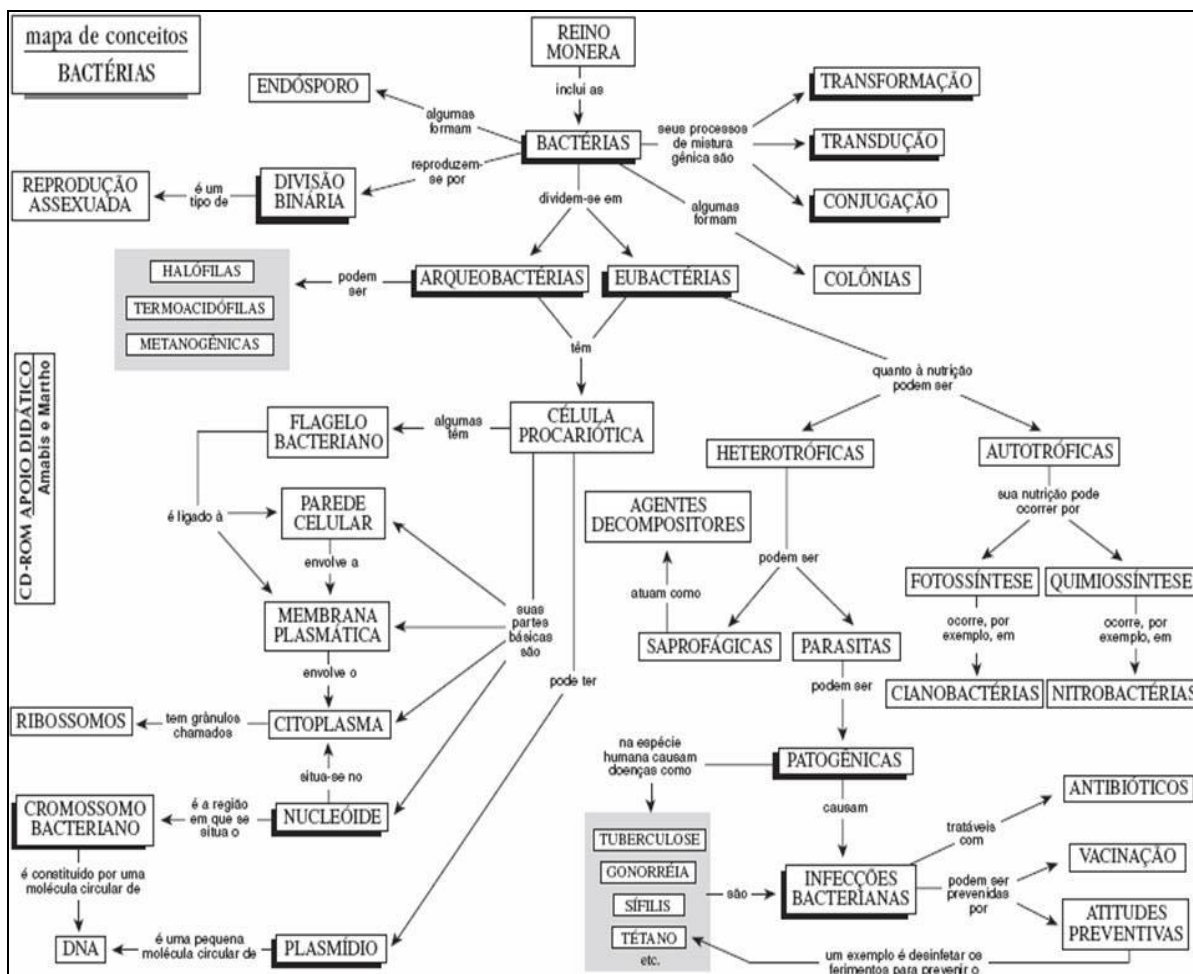 mapa de conceitos
BACTÉRIAS
REINO
MONERA
inclui as
ENDÓSPORO
algumas
formam
BACTÉRIAS
seus processos
de mistura
gênica são
TRANSFORMAÇÃO
TRANSDUÇÃO
CONJUGAÇÃO
reproduzem-
se por
DIVISÃO
BINÁRIA
é um
tipo de
REPRODUÇÃO
ASSEXUADA
dividem-se em
algumas
formam
COLÔNIAS
ARQUEOBACTÉRIAS
EUBACTÉRIAS
podem
ser
HALÓFILAS
TERMOACIDÓFILAS
METANOGÊNICAS
têm
quanto à nutrição
podem ser
CD-ROM APOIO DIDÁTICO
Amabis e Martho
CÉLULA
PROCARIÓTICA
algumas
têm
FLAGELO
BACTERIANO
é ligado à
PAREDE
CELULAR
envolve a
MEMBRANA
PLASMÁTICA
envolve o
suas
partes
básicas
são
CITOPLASMA
tem grânulos
chamados
RIBOSSOMOS
situa-se no
NUCLEÓIDE
é a região
em que se
situa o
CROMOSSOMO
BACTERIANO
é constituído por uma
molécula circular de
DNA
é uma pequena
molécula circular de
PLASMÍDIO
pode ter
HETEROTRÓFICAS
AUTOTRÓFICAS
AGENTES
DECOMPOSITORES
podem ser
atuam como
SAPROFÁGICAS
PARASITAS
sua nutrição pode
ocorrer por
FOTOSSÍNTESE
QUIMIOSSÍNTESE
ocorre, por
exemplo, em
ocorre, por
exemplo, em
CIANOBACTÉRIAS
NITROBACTÉRIAS
podem ser
PATOGÊNICAS
na espécie
humana causam
doenças como
causam
TUBERCULOSE
GONORRÉIA
SÍFILIS
TÉTANO
etc.
são
INFECÇÕES
BACTERIANAS
tratáveis
com
ANTIBIÓTICOS
podem ser
prevenidas
por
VACINAÇÃO
ATITUDES
PREVENTIVAS
um exemplo é desinfetar os
ferimentos para prevenir o